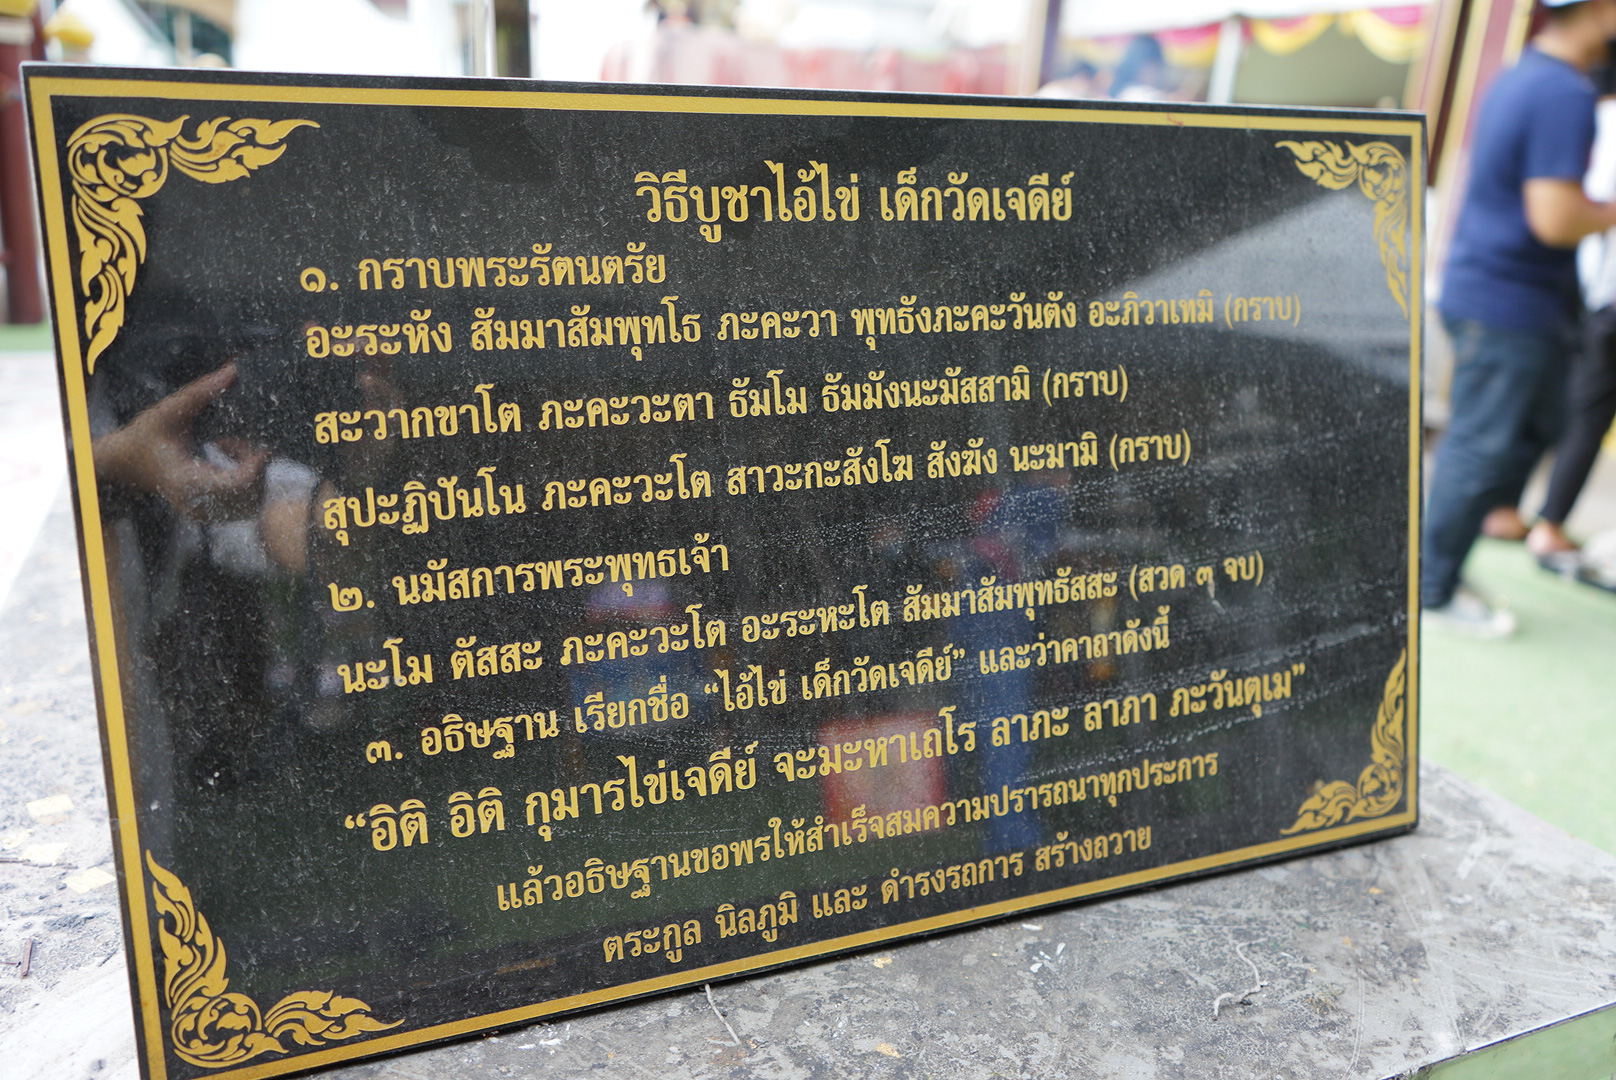 วิธีบูชาไอ้ไข่ เด็กวัดเจดีย์
๑. กราบพระรัตนตรัย
อะระหัง สัมมาสัมพุทโธ ภะคะวา พุทธังภะคะวันตัง อะภิวาเทมิ (กราบ)
สะวากขาโต ภะคะวะตา ธัมโม ธัมมังนะมัสสามิ (กราบ)
สุปะฏิปันโน ภะคะวะโต สาวะกะสังโฆ สังฆัง นะมามิ (กราบ)
๒. นมัสการพระพุทธเจ้า
นะโม ตัสสะ ภะคะวะโต อะระหะโต สัมมาสัมพุทธัสสะ (สวด ๓ จบ)
๓. อธิษฐาน เรียกชื่อ “ไอ้ไข่ เด็กวัดเจดีย์” และว่าคาถาดังนี้
“อิติ อิติ กุมารไข่เจดีย์ จะมะหาเถโร ลาภะ ลาภา ภะวันตุเม”
แล้วอธิษฐานขอพรให้สำเร็จสมความปรารถนาทุกประการ
ตระกูล นิลภูมิ และ ดำรงรถการ สร้างถวาย